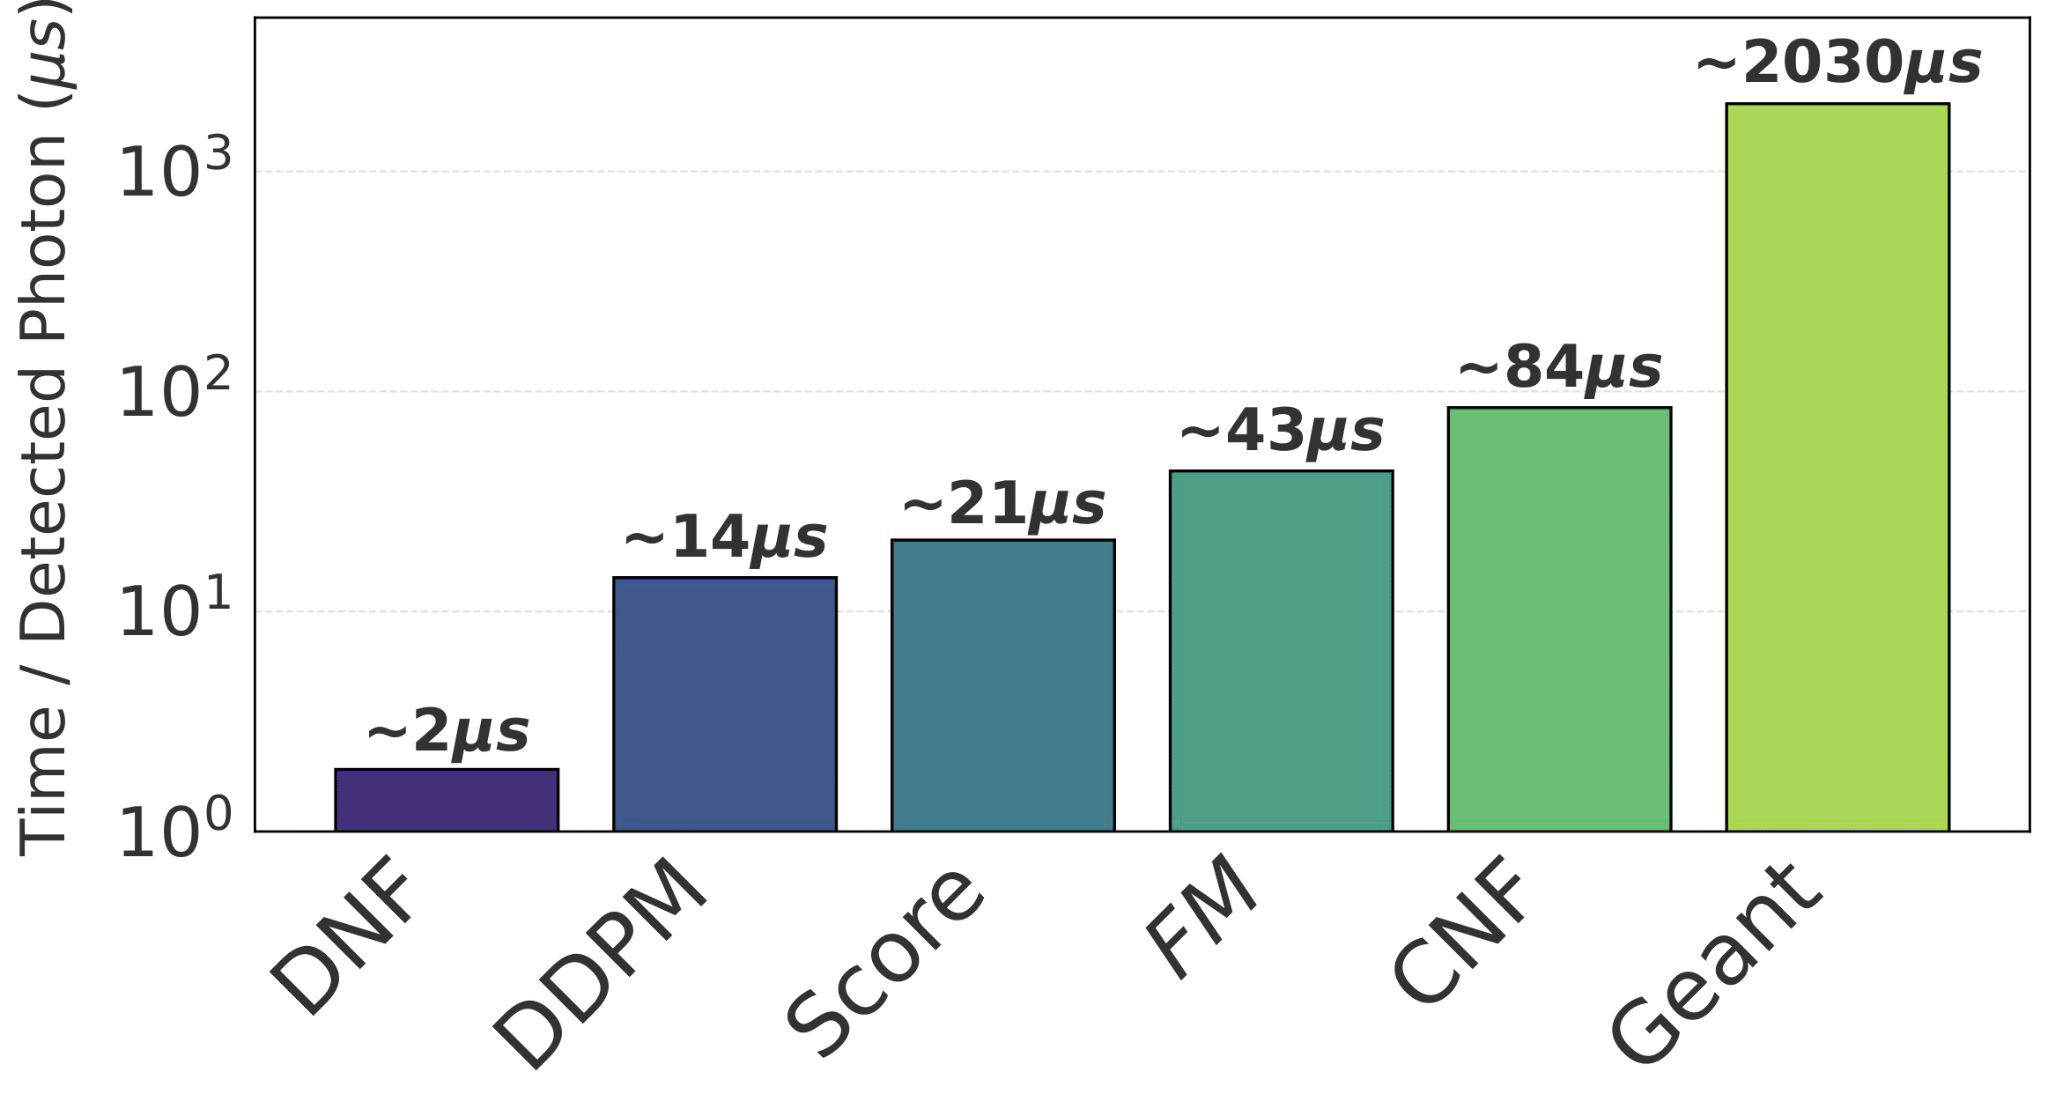 Time / Detected Photon (µs)
10³
10²
10¹
10⁰
~2µs
~14µs
~21µs
~43µs
~84µs
~2030µs
DNF
DDPM
Score
FM
CNF
Geant